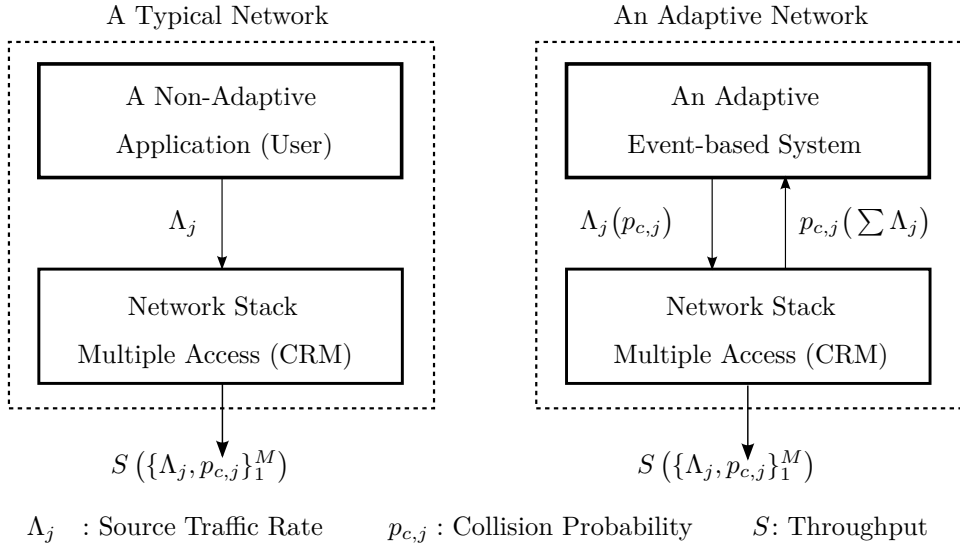 A Typical Network
A Non-Adaptive
Application (User)
Λ_j
Network Stack
Multiple Access (CRM)
S ({Λ_j, p_{c,j}}_1^M)
An Adaptive Network
An Adaptive
Event-based System
Λ_j(p_{c,j})
p_{c,j}(∑ Λ_j)
Network Stack
Multiple Access (CRM)
S ({Λ_j, p_{c,j}}_1^M)
Λ_j : Source Traffic Rate p_{c,j} : Collision Probability S: Throughput